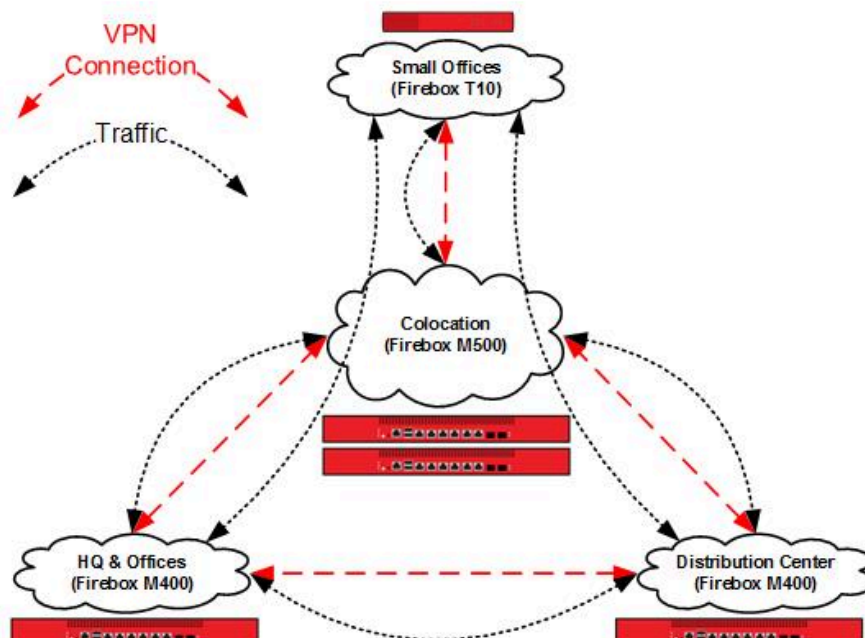 VPN
Connection
Traffic
Small Offices
(Firebox T10)
Colocation
(Firebox M500)
HQ & Offices
(Firebox M400)
Distribution Center
(Firebox M400)